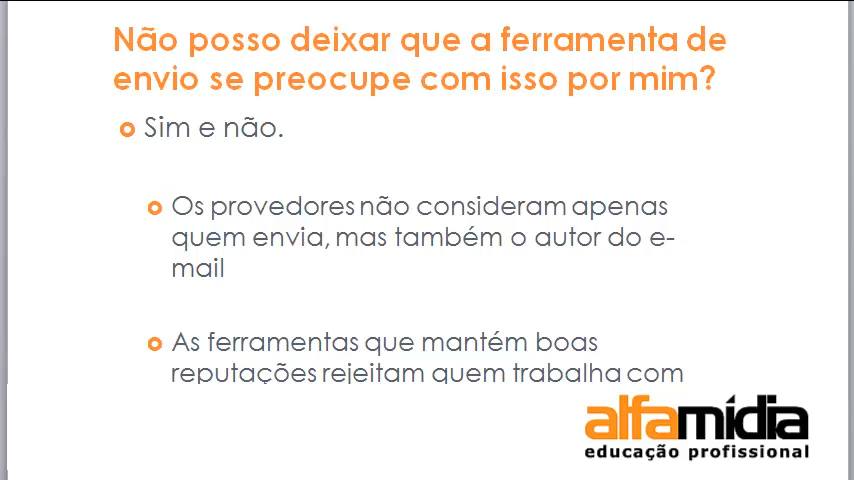 Não posso deixar que a ferramenta de
envio se preocupe com isso por mim?
Sim e não.
Os provedores não consideram apenas
quem envia, mas também o autor do e-
mail
As ferramentas que mantém boas
reputações rejeitam quem trabalha com
alfamídia
educação profissional